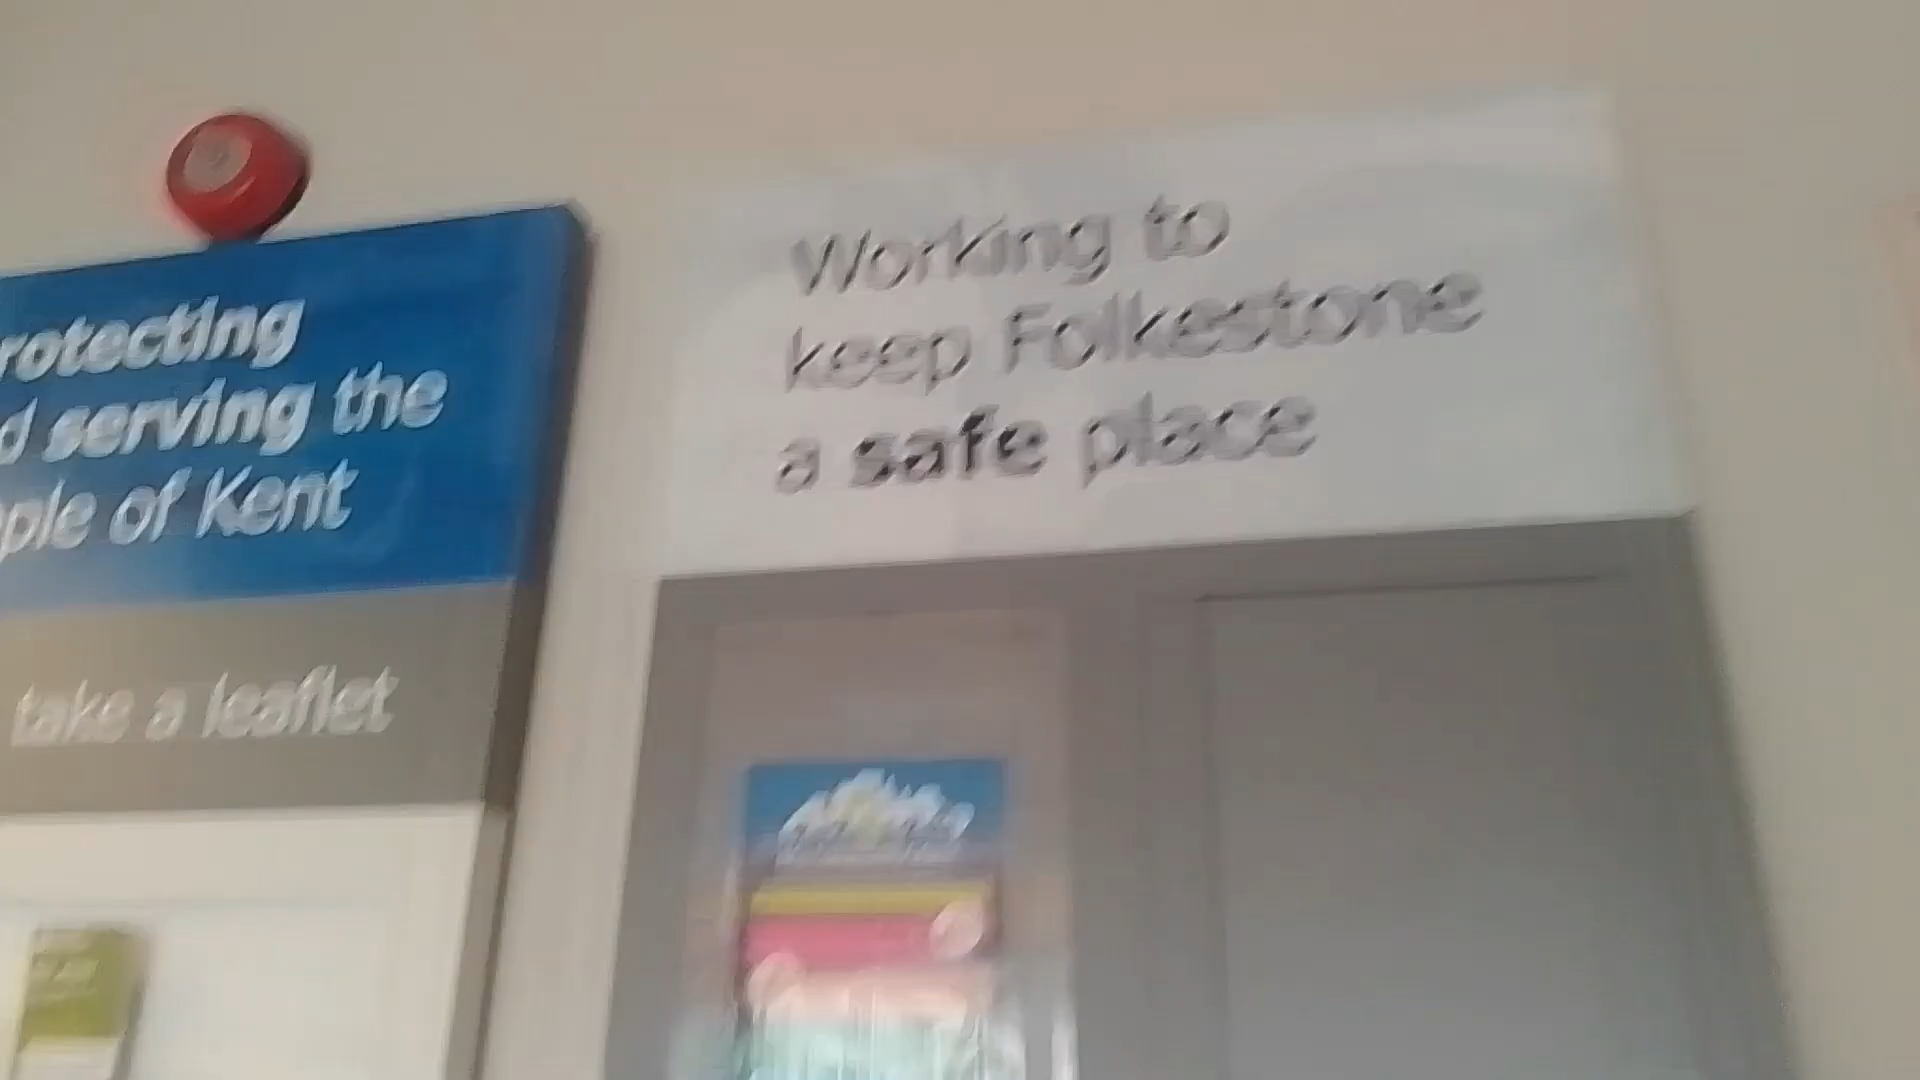 rotecting
d serving the
ple of Kent
take a leaflet
Working to
keep Folkestone
a safe place